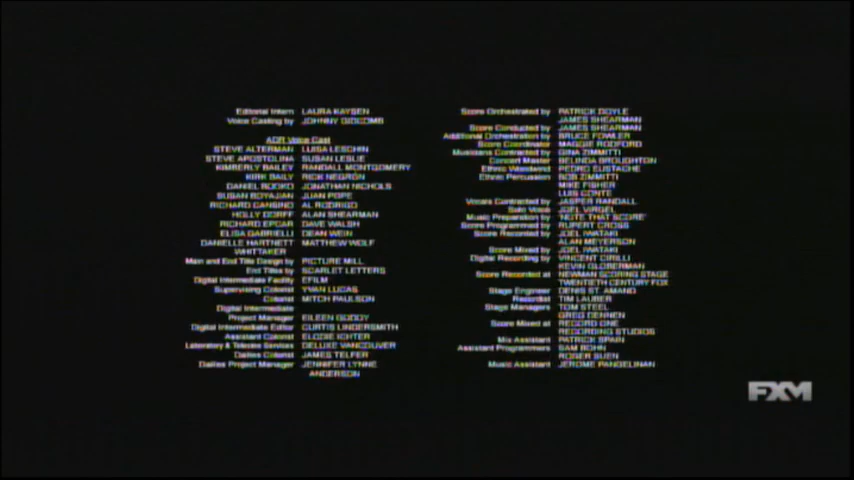 Editorial Intern LAURA KAYSEN
Voice Casting by JOHNNY GIDCOMB
ADR Voice Cast
STEVE ALTERMAN LUISA LESCHIN
STEVE APOSTOLINA SUSAN LESLIE
KIMBERLY BAILEY RANDALL MONTGOMERY
KIRK BAILY RICK NEGRON
DANIEL BOOKO JONATHAN NICHOLS
SUSAN BOYAJIAN JUAN POPE
RICHARD CANSINO AL RODRIGO
HOLLY DORFF ALAN SHEARMAN
RICHARD EPCAR DAVE WALSH
ELISA GABRIELLI DEAN WEIN
DANIELLE HARTNETT MATTHEW WOLF
WHITTAKER
Main and End Title Design by PICTURE MILL
End Titles by SCARLET LETTERS
Digital Intermediate Facility EFILM
Supervising Colorist YVAN LUCAS
Colorist MITCH PAULSON
Digital Intermediate
Project Manager EILEEN GODOY
Digital Intermediate Editor CURTIS LINDERSMITH
Assistant Colorist ELODIE ICHTER
Laboratory & Telecine Services DELUXE VANCOUVER
Dailies Colorist JAMES TELFER
Dailies Project Manager JENNIFER LYNNE
ANDERSON
Score Orchestrated by PATRICK DOYLE
JAMES SHEARMAN
Score Conducted by JAMES SHEARMAN
Additional Orchestration by BRUCE FOWLER
Score Coordinator MAGGIE RODFORD
Musicians Contracted by GINA ZIMMITTI
Concert Master BELINDA BROUGHTON
Ethnic Woodwind PEDRO EUSTACHE
Ethnic Percussion BOB ZIMMITTI
MIKE FISHER
LUIS CONTE
Vocals Contracted by JASPER RANDALL
Solo Voice JOEL VIRGEL
Music Preparation by 'NOTE THAT SCORE'
Score Programmed by RUPERT CROSS
Score Recorded by JOEL IWATAKI
ALAN MEYERSON
Score Mixed by JOEL IWATAKI
Digital Recording by VINCENT CIRILLI
KEVIN GLOBERMAN
Score Recorded at NEWMAN SCORING STAGE
TWENTIETH CENTURY FOX
Stage Engineer DENIS ST. AMAND
Recordist TIM LAUBER
Stage Managers TOM STEEL
GREG DENNEN
Score Mixed at RECORD ONE
RECORDING STUDIOS
Mix Assistant PATRICK SPAIN
Assistant Programmers SAM BOHN
ROGER SUEN
Music Assistant JEROME PANGELINAN
FXM